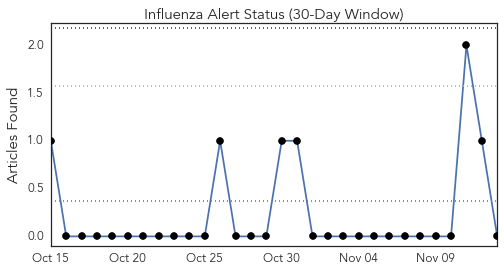 Influenza Alert Status (30-Day Window)
Articles Found
2.0
1.5
1.0
0.5
0.0
Oct 15 Oct 20 Oct 25 Oct 30 Nov 04 Nov 09